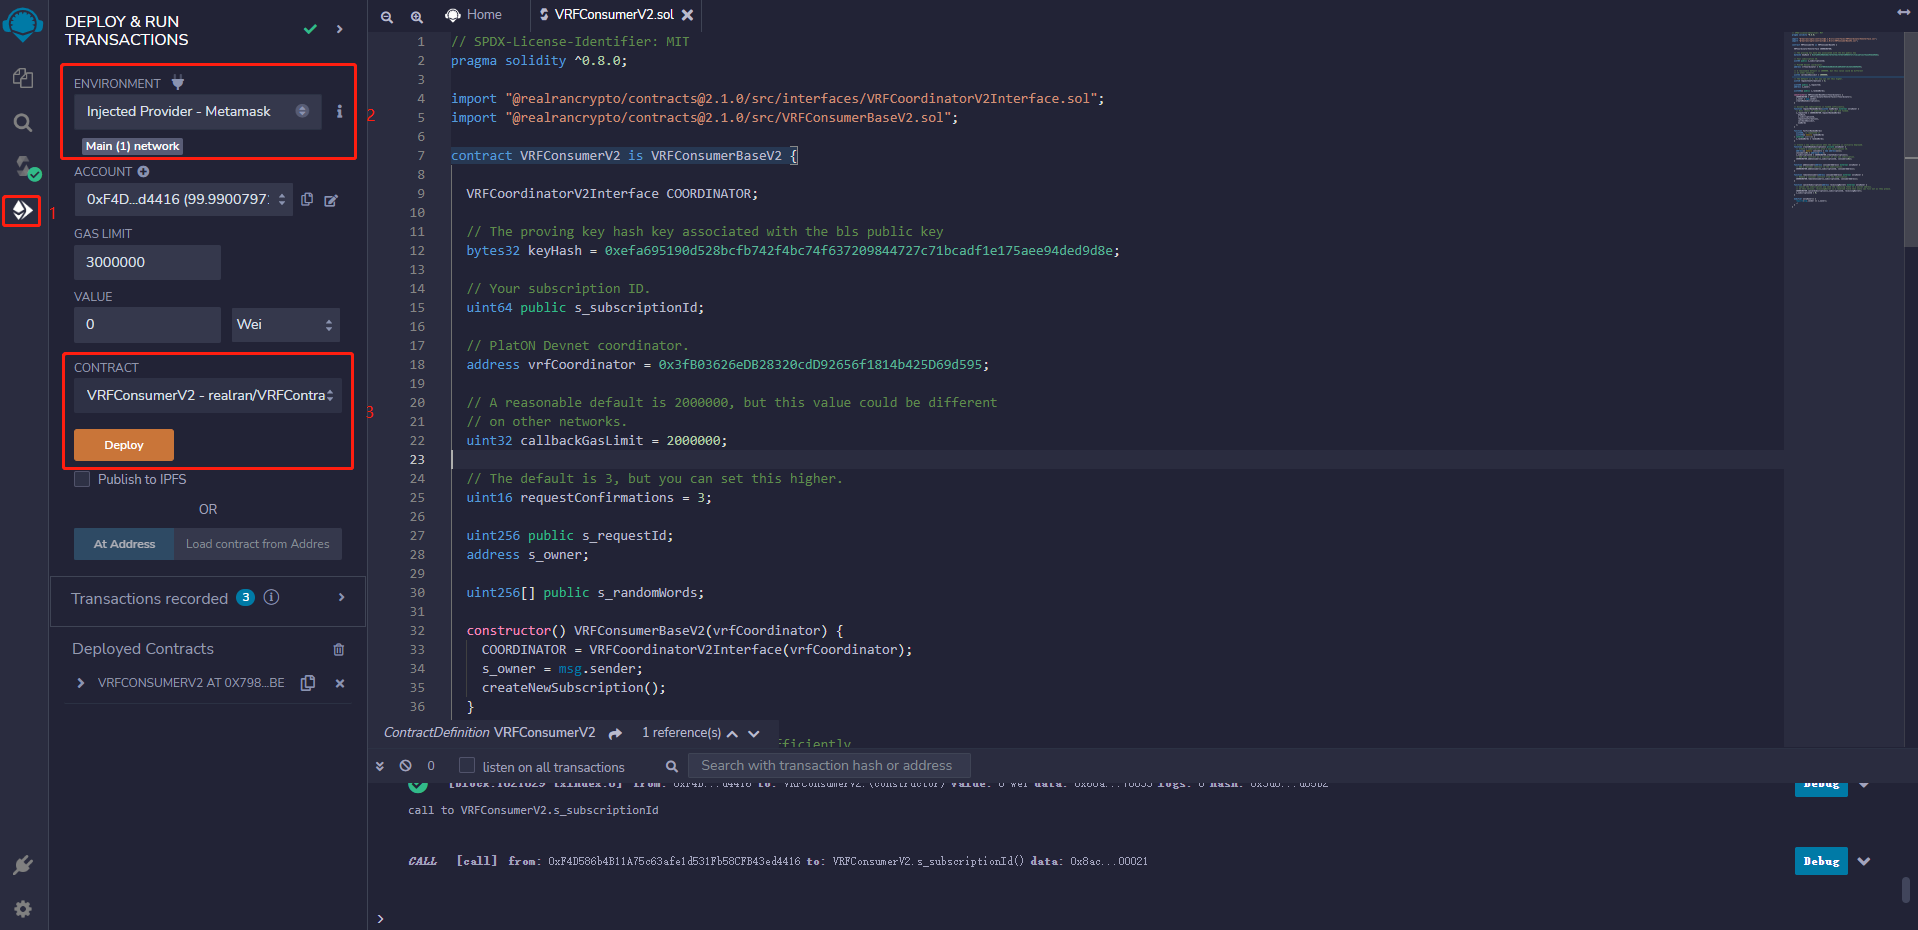 DEPLOY & RUN
TRANSACTIONS
ENVIRONMENT
Injected Provider - Metamask
2
Main (1) network
ACCOUNT
0xF4D...d4416 (99.99007971
1
GAS LIMIT
3000000
VALUE
0
Wei
CONTRACT
VRFConsumerV2 - realran/VRFContra
3
Deploy
Publish to IPFS
OR
At Address
Load contract from Addres
Transactions recorded 3
Deployed Contracts
VRFCONSUMERV2 AT 0X798...BE
Home
VRFConsumerV2.sol
1 // SPDX-License-Identifier: MIT
2 pragma solidity ^0.8.0;
3
4 import "@realrancrypto/contracts@2.1.0/src/interfaces/VRFCoordinatorV2Interface.sol";
5 import "@realrancrypto/contracts@2.1.0/src/VRFConsumerBaseV2.sol";
6
7 contract VRFConsumerV2 is VRFConsumerBaseV2 {
8
9 VRFCoordinatorV2Interface COORDINATOR;
10
11 // The proving key hash key associated with the bls public key
12 bytes32 keyHash = 0xefa695190d528bcfb742f4bc74f637209844727c71bcadf1e175aee94ded9d8e;
13
14 // Your subscription ID.
15 uint64 public s_subscriptionId;
16
17 // PlatON Devnet coordinator.
18 address vrfCoordinator = 0x3fB03626eDB28320cdD92656f1814b425D69d595;
19
20 // A reasonable default is 2000000, but this value could be different
21 // on other networks.
22 uint32 callbackGasLimit = 2000000;
23
24 // The default is 3, but you can set this higher.
25 uint16 requestConfirmations = 3;
26
27 uint256 public s_requestId;
28 address s_owner;
29
30 uint256[] public s_randomWords;
31
32 constructor() VRFConsumerBaseV2(vrfCoordinator) {
33 COORDINATOR = VRFCoordinatorV2Interface(vrfCoordinator);
34 s_owner = msg.sender;
35 createNewSubscription();
36 }
ContractDefinition VRFConsumerV2 1 reference(s)
0 listen on all transactions Search with transaction hash or address
Debug
call to VRFConsumerV2.s_subscriptionId
CALL [call] from: 0xF4D586b4B11A75c63afe1d531Fb58CFB43ed4416 to: VRFConsumerV2.s_subscriptionId() data: 0x8ac...00021
Debug
>